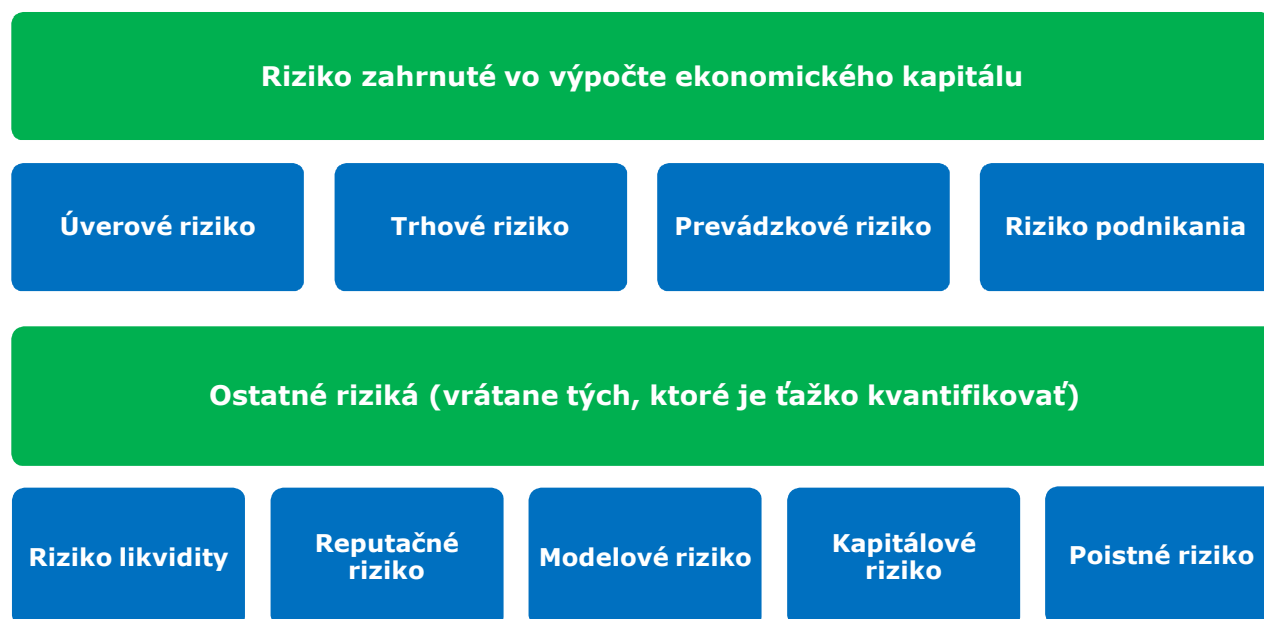 Riziko zahrnuté vo výpočte ekonomického kapitálu
Úverové riziko
Trhové riziko
Prevádzkové riziko
Riziko podnikania
Ostatné riziká (vrátane tých, ktoré je ťažko kvantifikovať)
Riziko likvidity
Reputačné
riziko
Modelové riziko
Kapitálové
riziko
Poistné riziko